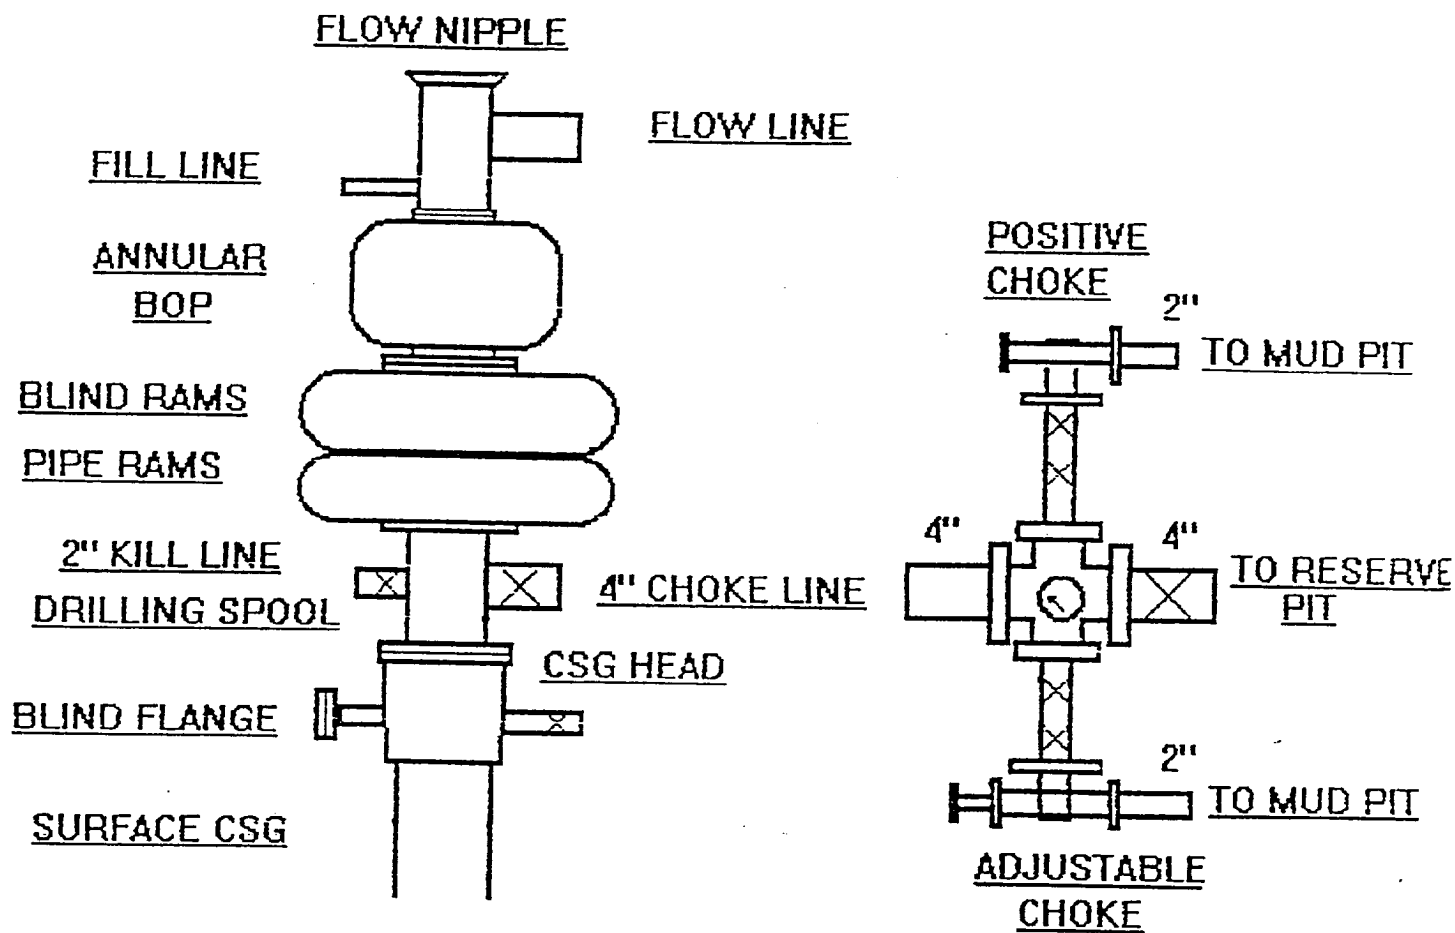 FLOW NIPPLE
FLOW LINE
FILL LINE
ANNULAR
BOP
BLIND RAMS
PIPE RAMS
2" KILL LINE
DRILLING SPOOL
4" CHOKE LINE
CSG HEAD
BLIND FLANGE
SURFACE CSG
POSITIVE
CHOKE
2"
TO MUD PIT
4"
4"
TO RESERVE
PIT
2"
TO MUD PIT
ADJUSTABLE
CHOKE